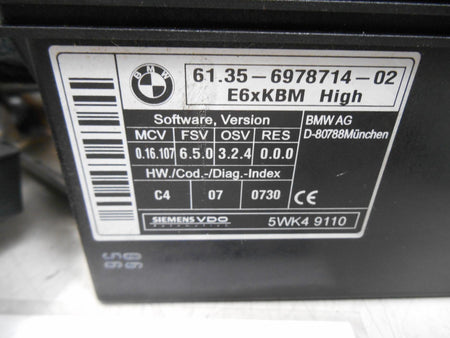 BMW
61.35-6978714-02
E6xKBM High
Software, Version
MCV FSV OSV RES
0.16.107 6.5.0 3.2.4 0.0.0
HW./Cod.-/Diag.-Index
C4 07 0730
BMW AG
D-80788München
CE
SIEMENS VDO
Automotive
5WK4 9110